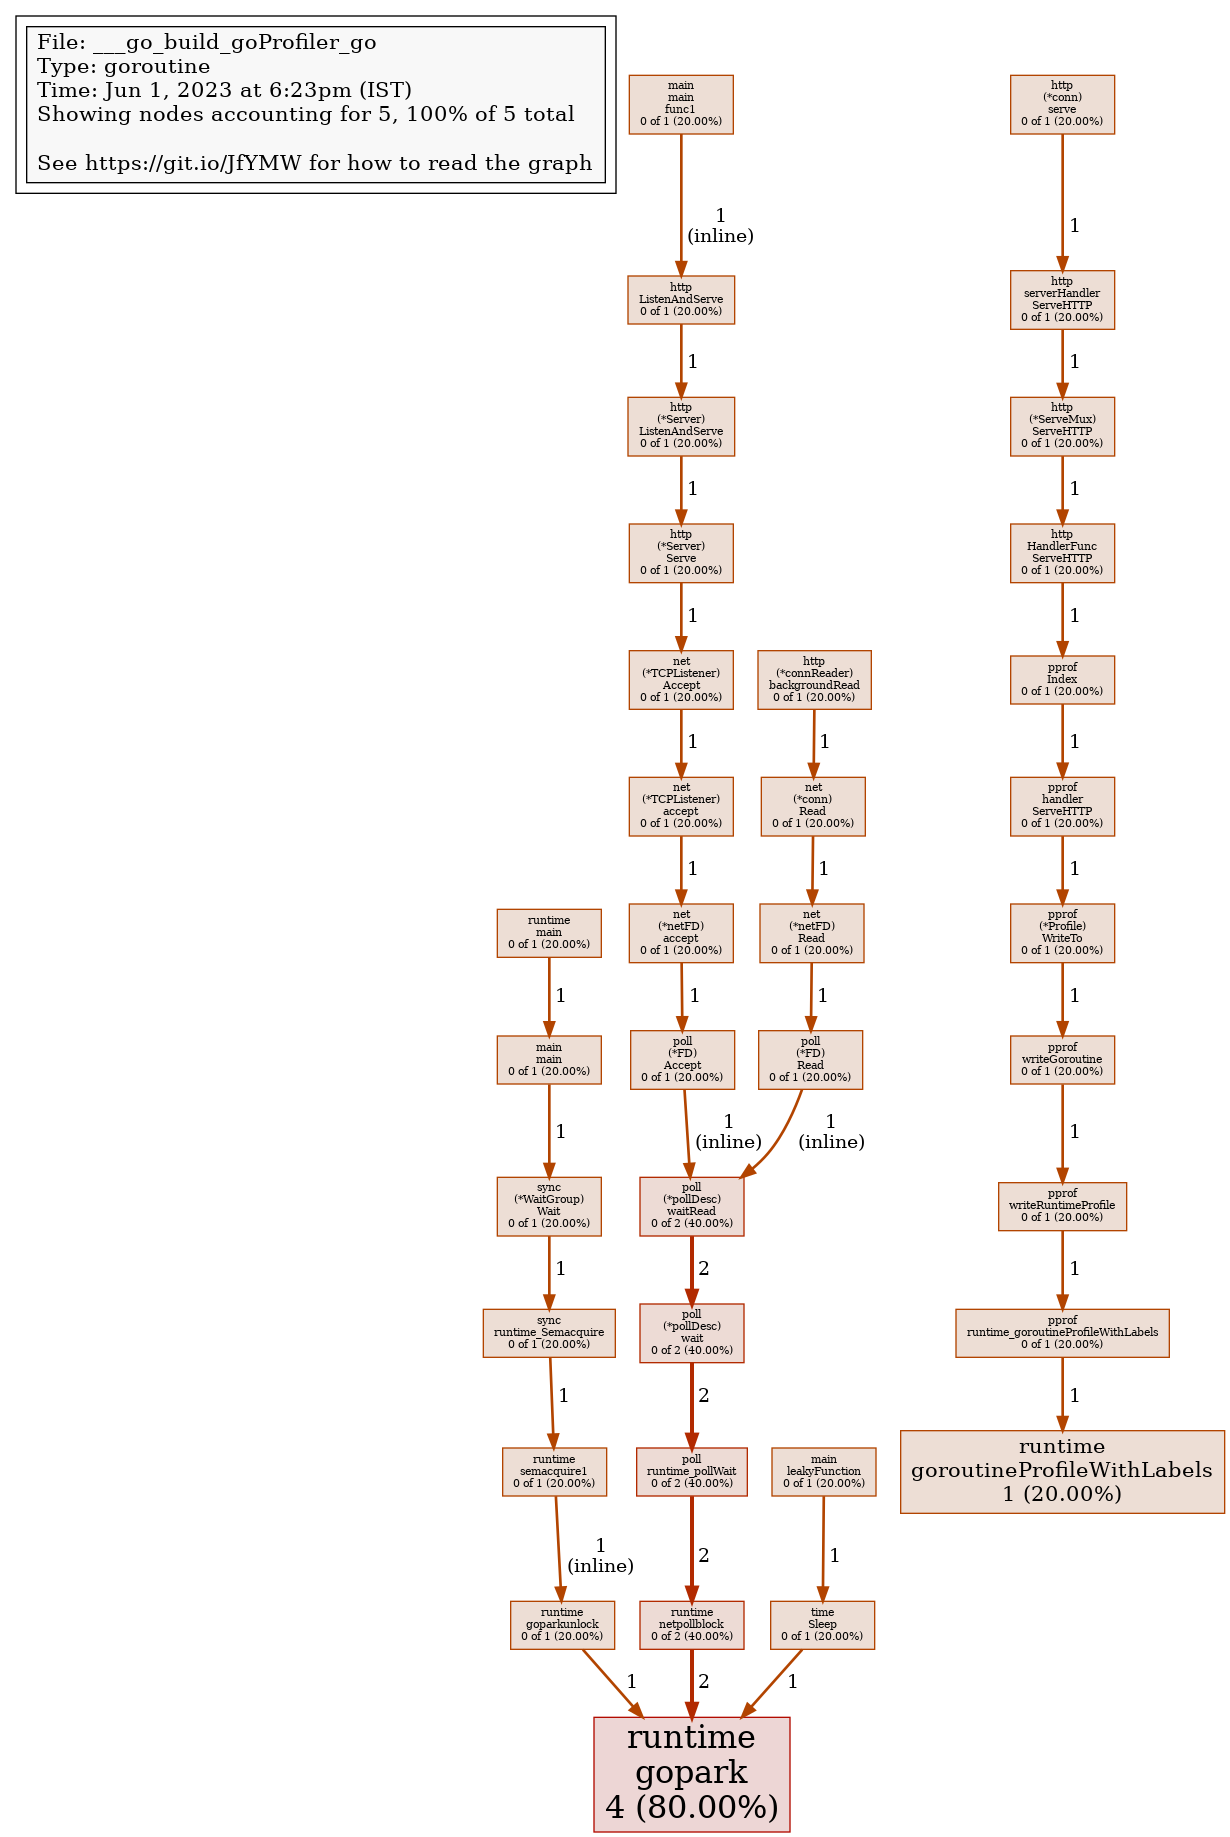 File: ___go_build_goProfiler_go
Type: goroutine
Time: Jun 1, 2023 at 6:23pm (IST)
Showing nodes accounting for 5, 100% of 5 total
See https://git.io/JfYMW for how to read the graph
main
main
func1
0 of 1 (20.00%)
1
(inline)
http
ListenAndServe
0 of 1 (20.00%)
1
http
(*Server)
ListenAndServe
0 of 1 (20.00%)
1
http
(*Server)
Serve
0 of 1 (20.00%)
1
net
(*TCPListener)
Accept
0 of 1 (20.00%)
1
net
(*TCPListener)
accept
0 of 1 (20.00%)
1
net
(*netFD)
accept
0 of 1 (20.00%)
1
poll
(*FD)
Accept
0 of 1 (20.00%)
1
(inline)
http
(*connReader)
backgroundRead
0 of 1 (20.00%)
1
net
(*conn)
Read
0 of 1 (20.00%)
1
net
(*netFD)
Read
0 of 1 (20.00%)
1
poll
(*FD)
Read
0 of 1 (20.00%)
1
(inline)
poll
(*pollDesc)
waitRead
0 of 2 (40.00%)
2
poll
(*pollDesc)
wait
0 of 2 (40.00%)
2
poll
runtime_pollWait
0 of 2 (40.00%)
2
runtime
netpollblock
0 of 2 (40.00%)
2
runtime
main
0 of 1 (20.00%)
1
main
main
0 of 1 (20.00%)
1
sync
(*WaitGroup)
Wait
0 of 1 (20.00%)
1
sync
runtime_Semacquire
0 of 1 (20.00%)
1
runtime
semacquire1
0 of 1 (20.00%)
1
(inline)
runtime
goparkunlock
0 of 1 (20.00%)
1
main
leakyFunction
0 of 1 (20.00%)
1
time
Sleep
0 of 1 (20.00%)
1
runtime
gopark
4 (80.00%)
http
(*conn)
serve
0 of 1 (20.00%)
1
http
serverHandler
ServeHTTP
0 of 1 (20.00%)
1
http
(*ServeMux)
ServeHTTP
0 of 1 (20.00%)
1
http
HandlerFunc
ServeHTTP
0 of 1 (20.00%)
1
pprof
Index
0 of 1 (20.00%)
1
pprof
handler
ServeHTTP
0 of 1 (20.00%)
1
pprof
(*Profile)
WriteTo
0 of 1 (20.00%)
1
pprof
writeGoroutine
0 of 1 (20.00%)
1
pprof
writeRuntimeProfile
0 of 1 (20.00%)
1
pprof
runtime_goroutineProfileWithLabels
0 of 1 (20.00%)
1
runtime
goroutineProfileWithLabels
1 (20.00%)